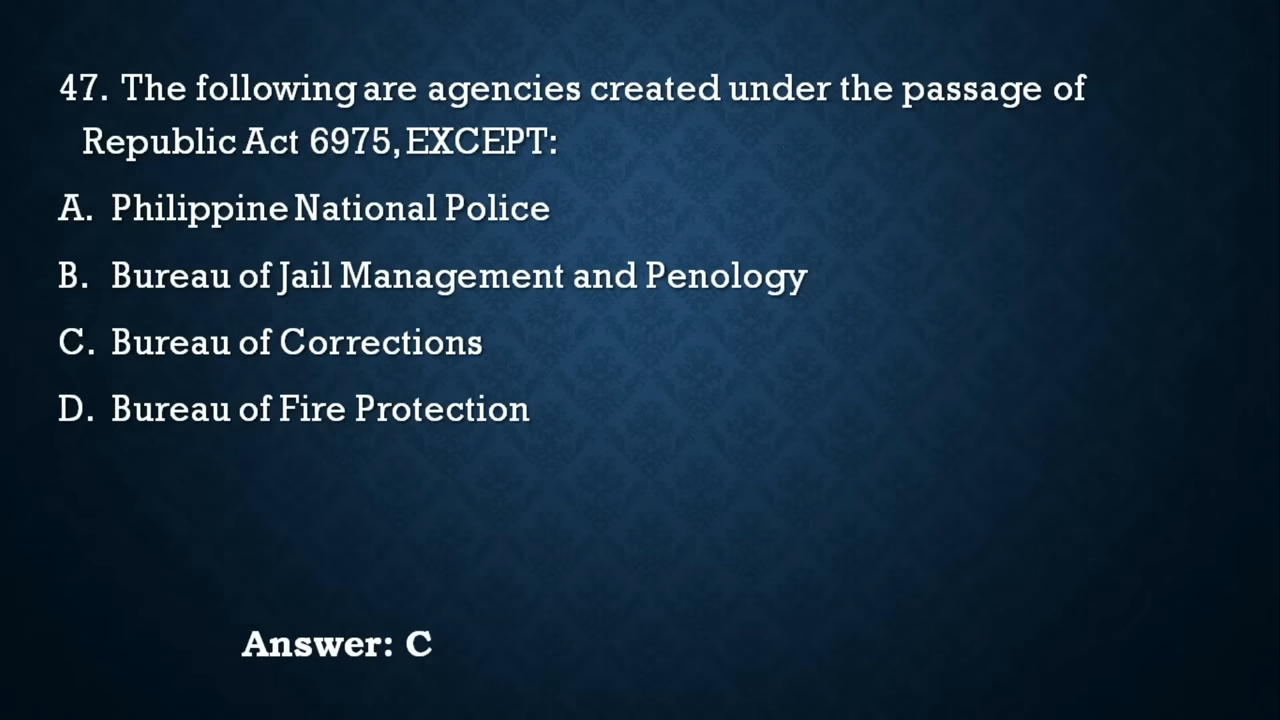 47. The following are agencies created under the passage of
Republic Act 6975, EXCEPT:
A. Philippine National Police
B. Bureau of Jail Management and Penology
C. Bureau of Corrections
D. Bureau of Fire Protection
Answer: C